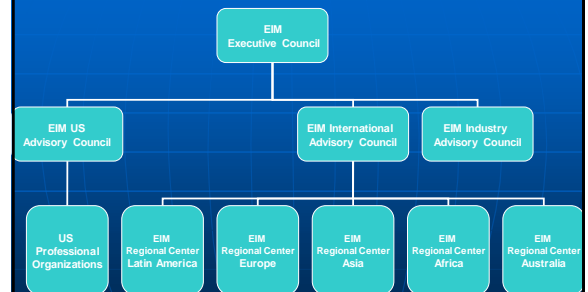 EIM
Executive Council
EIM US
Advisory Council
EIM International
Advisory Council
EIM Industry
Advisory Council
US
Professional
Organizations
EIM
Regional Center
Latin America
EIM
Regional Center
Europe
EIM
Regional Center
Asia
EIM
Regional Center
Africa
EIM
Regional Center
Australia